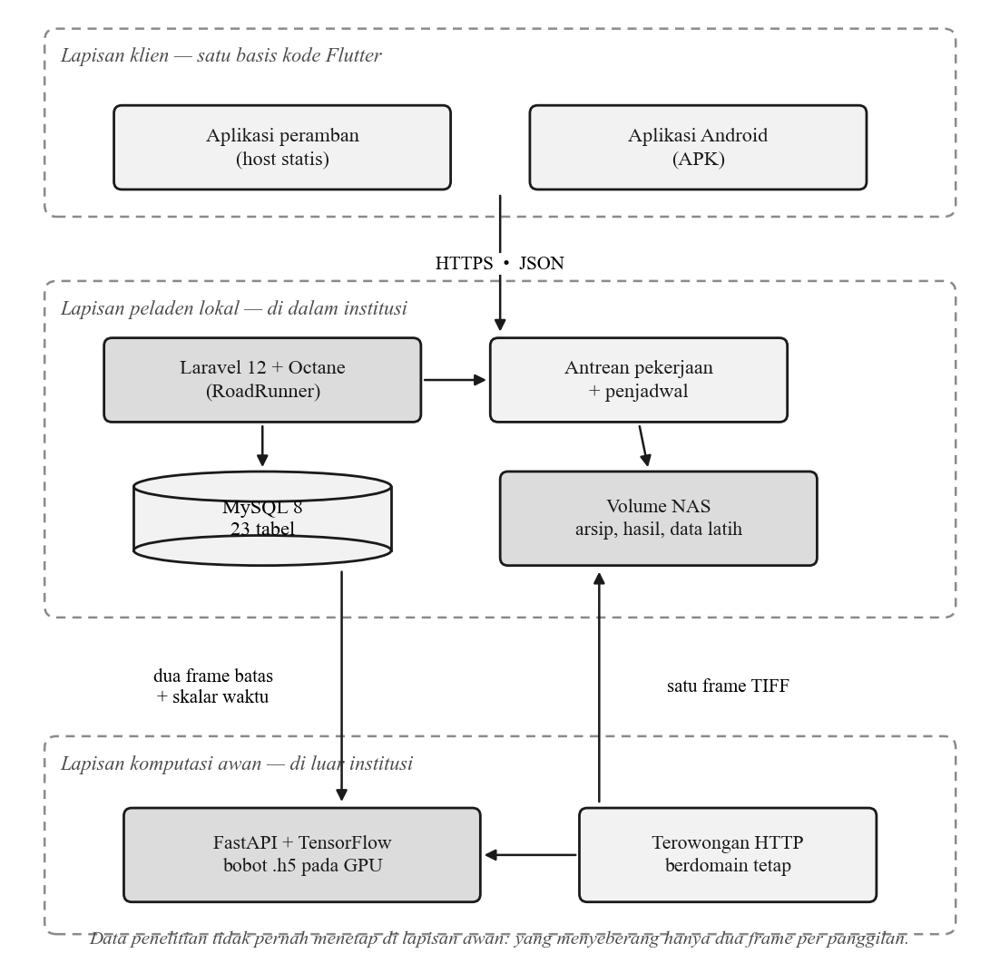 Lapisan klien — satu basis kode Flutter
Aplikasi peramban
(host statis)
Aplikasi Android
(APK)
HTTPS • JSON
Lapisan peladen lokal — di dalam institusi
Laravel 12 + Octane
(RoadRunner)
Antrean pekerjaan
+ penjadwal
MySQL 8
23 tabel
Volume NAS
arsip, hasil, data latih
dua frame batas
+ skalar waktu
satu frame TIFF
Lapisan komputasi awan — di luar institusi
FastAPI + TensorFlow
bobot .h5 pada GPU
Terowongan HTTP
berdomain tetap
Data penelitian tidak pernah menetap di lapisan awan: yang menyeberang hanya dua frame per panggilan.